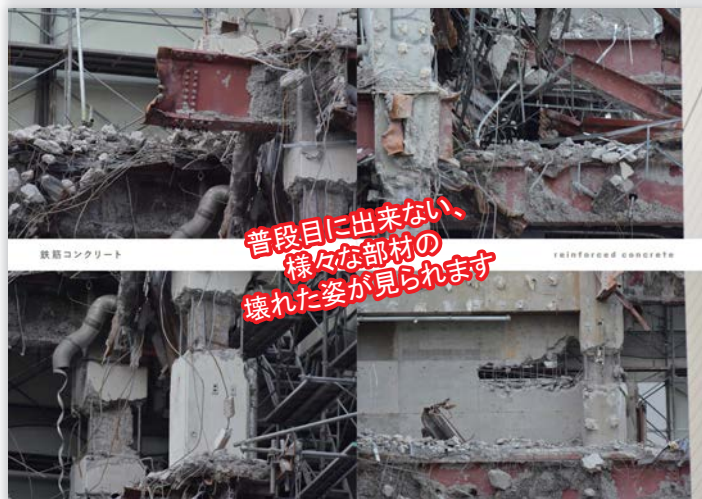 普段目に出来ない、
様々な部材の
壊れた姿が見られます
鉄筋コンクリート
reinforced concrete